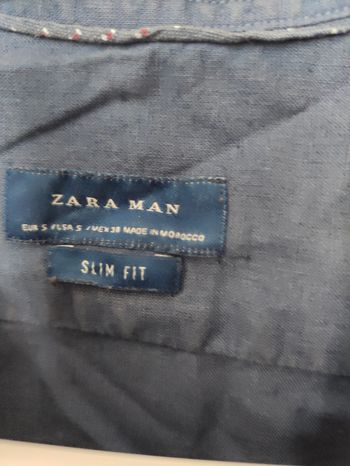 ZARA MAN
EUR S / USA S / MEX 38 MADE IN MOROCCO
SLIM FIT